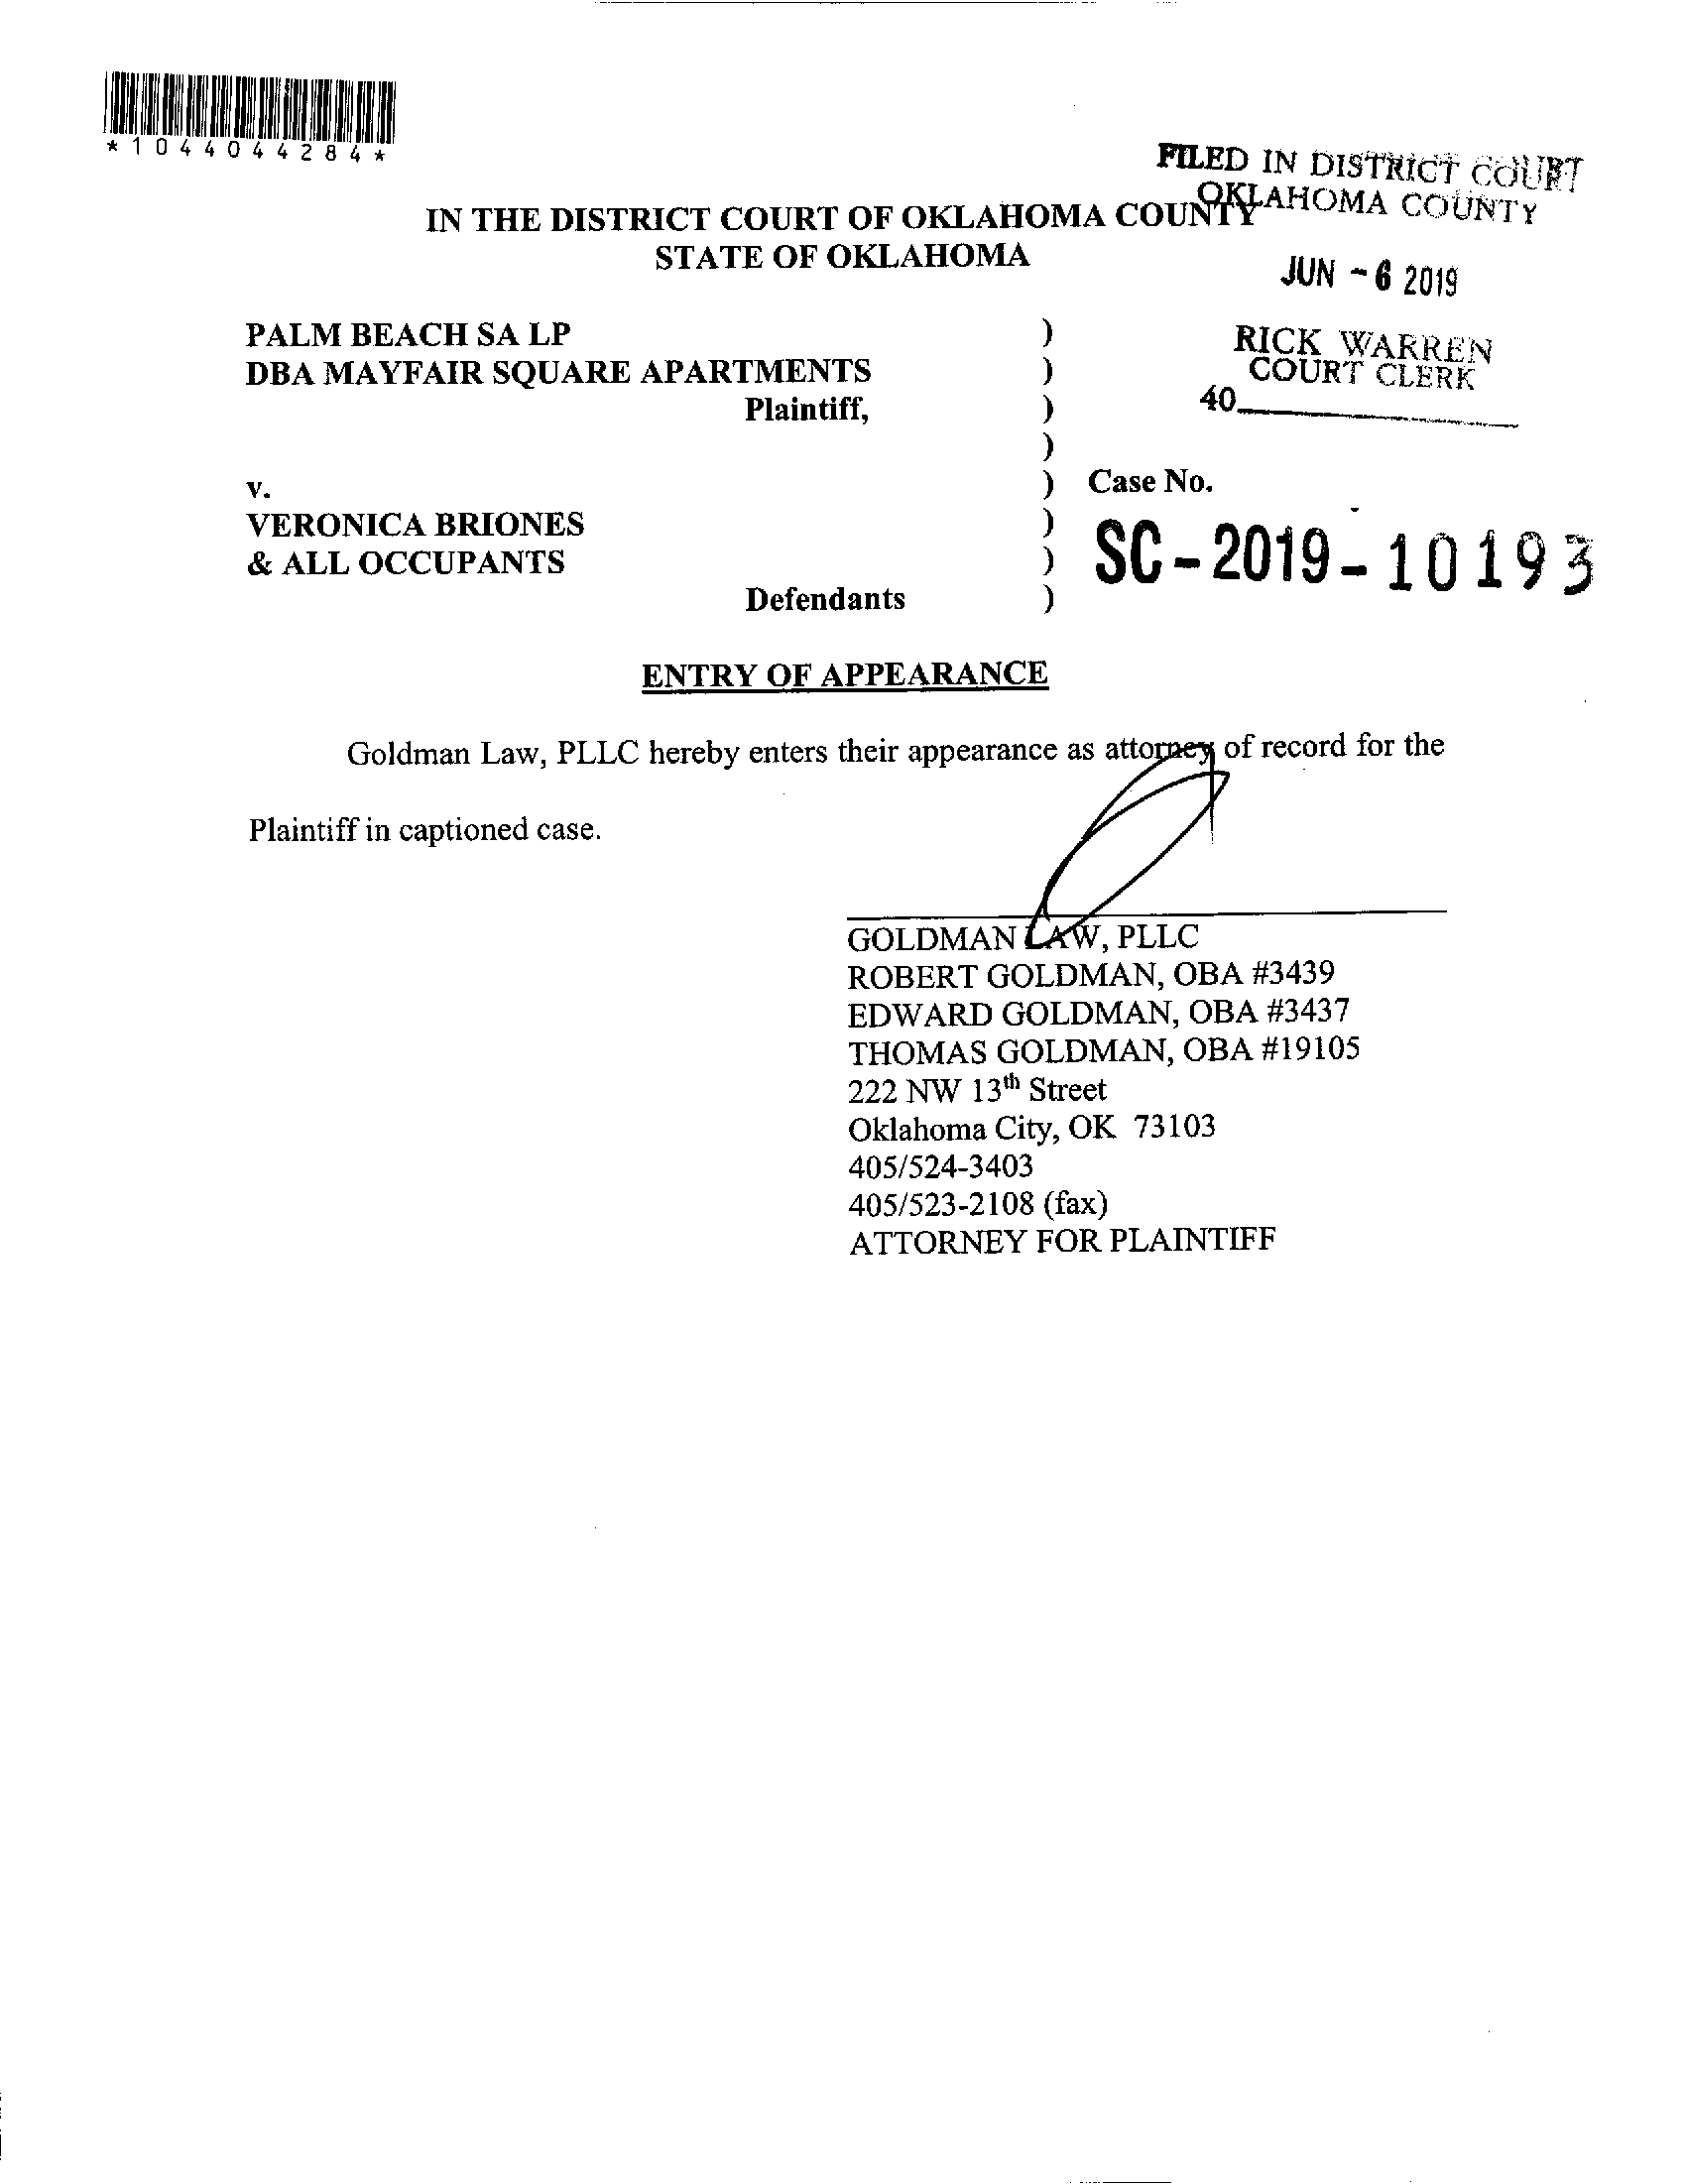 *1044044284*
FILED IN DISTRICT COURT
OKLAHOMA COUNTY
IN THE DISTRICT COURT OF OKLAHOMA COUNTY
STATE OF OKLAHOMA
JUN - 6 2019
RICK WARREN
COURT CLERK
40
PALM BEACH SA LP )
DBA MAYFAIR SQUARE APARTMENTS )
Plaintiff, )
)
v. ) Case No.
VERONICA BRIONES )
& ALL OCCUPANTS ) SC-2019-10193
Defendants )
ENTRY OF APPEARANCE
Goldman Law, PLLC hereby enters their appearance as attorney of record for the
Plaintiff in captioned case.
GOLDMAN LAW, PLLC
ROBERT GOLDMAN, OBA #3439
EDWARD GOLDMAN, OBA #3437
THOMAS GOLDMAN, OBA #19105
222 NW 13th Street
Oklahoma City, OK 73103
405/524-3403
405/523-2108 (fax)
ATTORNEY FOR PLAINTIFF